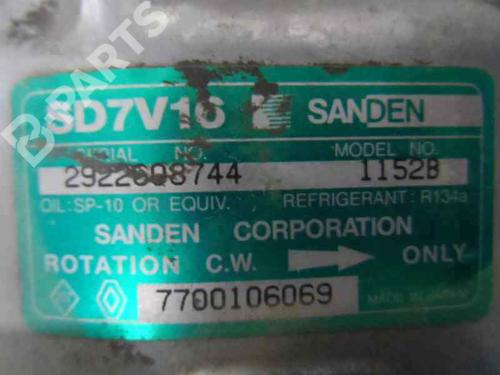 B-PARTS
SD7V16 SANDEN
SERIAL NO. MODEL NO.
2922608744 1152B
OIL:SP-10 OR EQUIV. REFRIGERANT: R134a
SANDEN CORPORATION
ROTATION C.W. ONLY
7700106069 MADE IN JAPAN